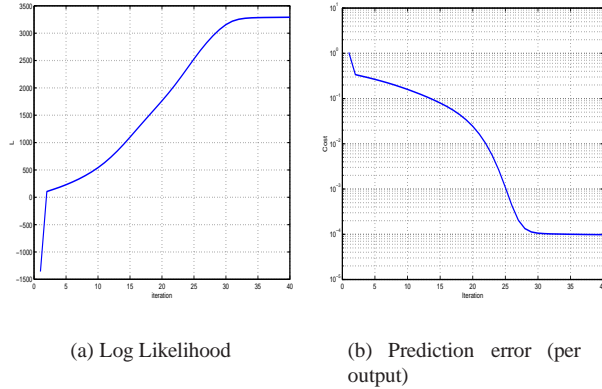 3500
3000
2500
2000
1500
1000
500
0
−500
−1000
−1500
L
0 5 10 15 20 25 30 35 40
iteration
10^0
10^1
10^−1
10^−2
10^−3
10^−4
10^−5
Cost
0 5 10 15 20 25 30 35 40
Iteration
(a) Log Likelihood
(b) Prediction error (per
output)